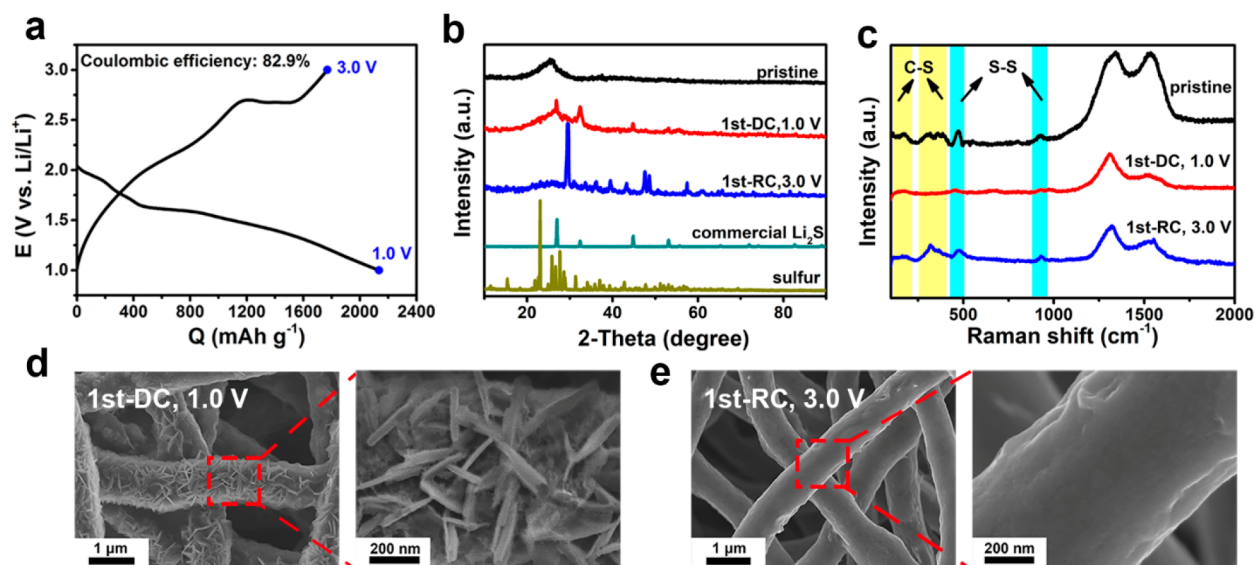 a
Coulombic efficiency: 82.9%
3.0 V
1.0 V
3.0
2.5
2.0
1.5
1.0
E (V vs. Li/Li⁺)
0 400 800 1200 1600 2000 2400
Q (mAh g⁻¹)
b
pristine
1st-DC,1.0 V
1st-RC,3.0 V
commercial Li₂S
sulfur
Intensity (a.u.)
20 40 60 80
2-Theta (degree)
c
C-S
S-S
pristine
1st-DC, 1.0 V
1st-RC, 3.0 V
Intensity (a.u.)
500 1000 1500 2000
Raman shift (cm⁻¹)
d
1st-DC, 1.0 V
1 μm
200 nm
e
1st-RC, 3.0 V
1 μm
200 nm